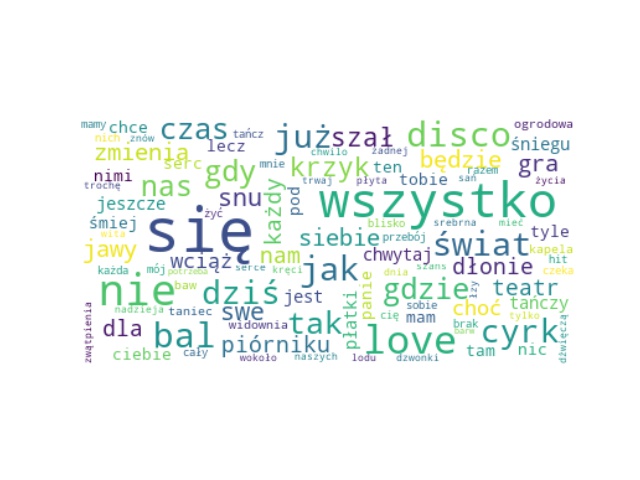 mamy chce czas tańcz już szał disco ogrodowa
nich znów lecz chwilo żadnej śniegu
zmienia serc gdy mnie krzyk ten będzie razem gra
nimi nas trwaj płyta tobie sań życia
trochę jeszcze snu każdy pod wszystko
śmiej żyć się siebie blisko przebój srebrna mieć tyle
wita jawy wciąż nam chwytaj świat kapela hit
każda mój potrzeba serce kręci jak dnia szans dłonie czeka
nie baw dziś jest panie gdzie łzy teatr
nadzieja taniec swe płatki cię sobie mam choć tańczy tylko
zwątpienia dla bal widownia tak love brak barw cyrk dźwięczą
ciebie cały piórniku wokoło naszych lodu dzwonki tam nic